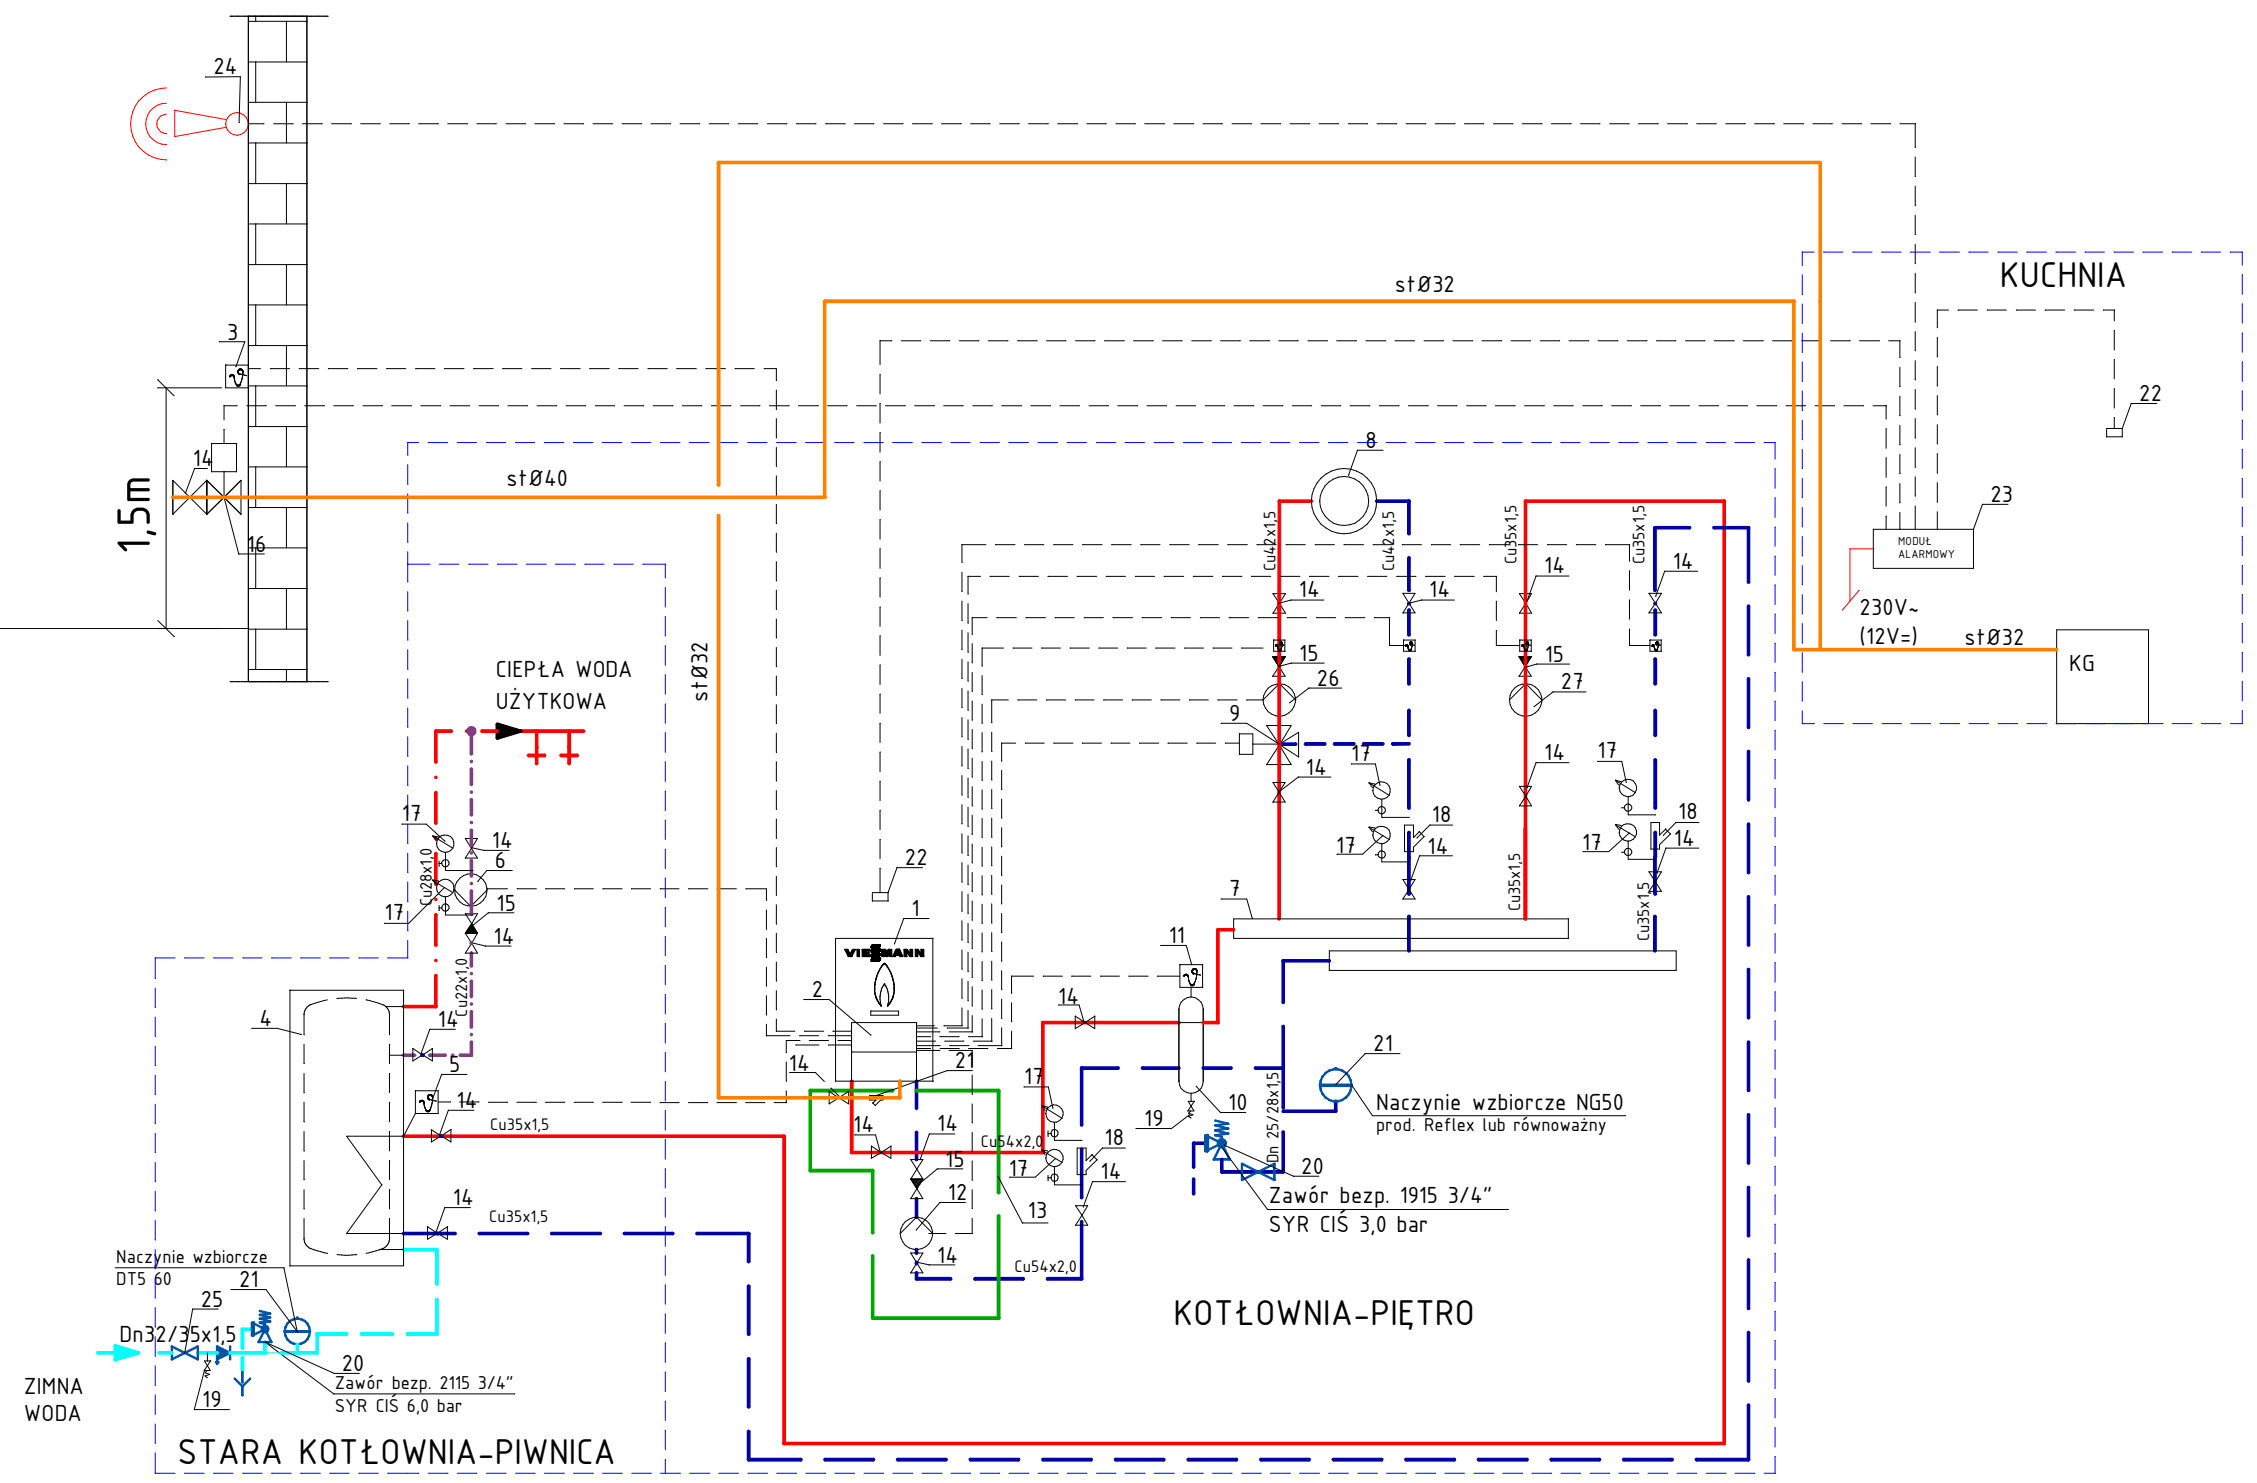 24
KUCHNIA
stØ32
3
22
8
14
stØ40
23
1,5m
16
Cu42x1,5
Cu42x1,5
Cu35x1,5
Cu35x1,5
MODUŁ
ALARMOWY
14
14
14
14
230V~
(12V=)
stØ32
KG
stØ32
CIEPŁA WODA
UŻYTKOWA
15
15
26
27
9
17
14
14
17
17
14
6
Cu28x1,0
17
18
14
17
18
14
Cu35x1,5
Cu35x1,5
22
7
17
15
14
1
VIESMANN
11
Cu22x1,0
2
14
4
14
5
14
21
21
14
17
10
19
Naczynie wzbiorcze NG50
prod. Reflex lub równoważny
Dn 25/28x1,5
Cu35x1,5
14
14
Cu54x2,0
18
17
14
15
20
Zawór bezp. 1915 3/4"
SYR CIŚ 3,0 bar
14
12
13
Cu35x1,5
14
Cu54x2,0
Naczynie wzbiorcze
DT5 60
21
25
Dn32/35x1,5
KOTŁOWNIA-PIĘTRO
20
Zawór bezp. 2115 3/4"
SYR CIŚ 6,0 bar
19
ZIMNA
WODA
STARA KOTŁOWNIA-PIWNICA